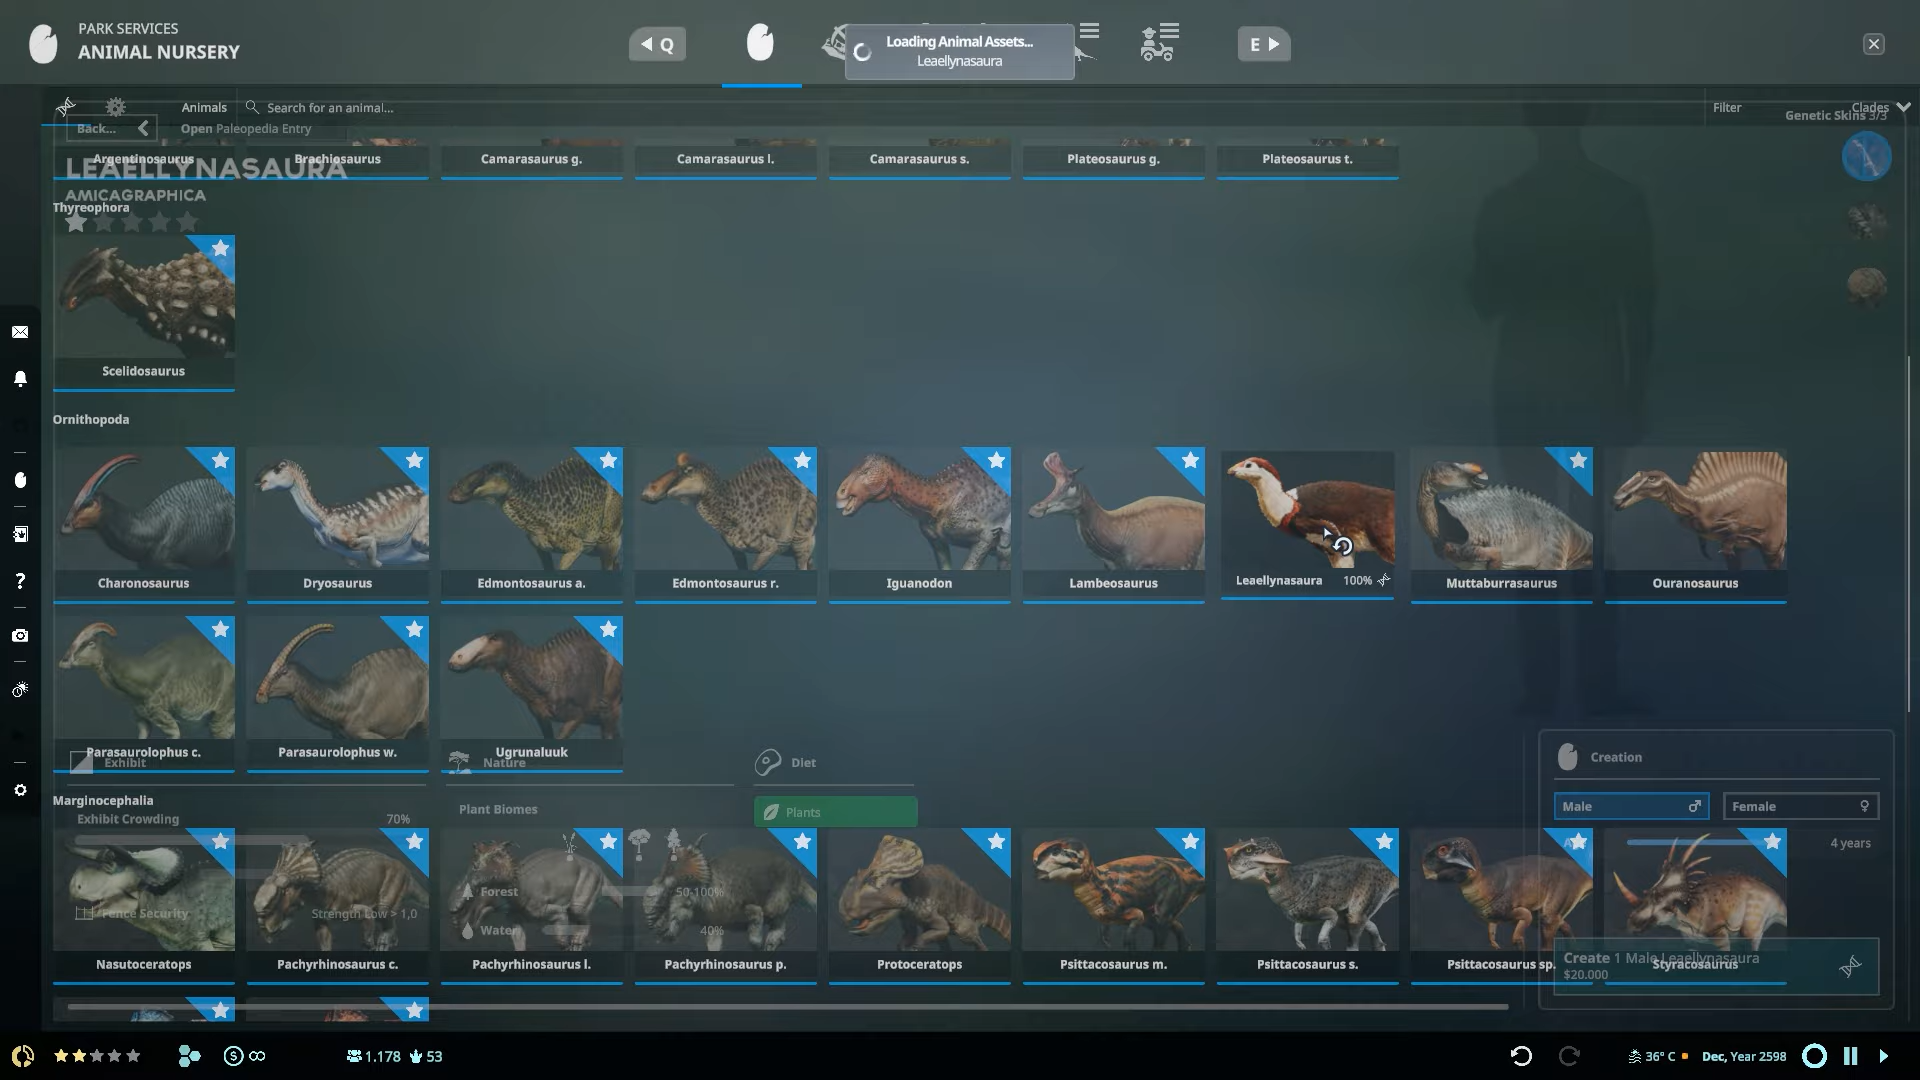 PARK SERVICES
ANIMAL NURSERY
Q
Loading Animal Assets...
Leaellynasaura
E
Animals
Search for an animal...
Filter
Clades
Back...
Open Paleopedia Entry
Genetic Skins 3/3
Argentinosaurus
Brachiosaurus
Camarasaurus g.
Camarasaurus l.
Camarasaurus s.
Plateosaurus g.
Plateosaurus t.
LEAELLYNASAURA
AMICAGRAPHICA
Thyreophora
Scelidosaurus
Ornithopoda
Charonosaurus
Dryosaurus
Edmontosaurus a.
Edmontosaurus r.
Iguanodon
Lambeosaurus
Leaellynasaura 100%
Muttaburrasaurus
Ouranosaurus
Parasaurolophus c.
Parasaurolophus w.
Ugrunaluuk
Exhibit
Nature
Diet
Creation
Marginocephalia
Exhibit Crowding 70%
Plant Biomes
Plants
Male
Female
4 years
Forest 50-100%
Fence Security Strength Low > 1,0
Water 40%
Nasutoceratops
Pachyrhinosaurus c.
Pachyrhinosaurus l.
Pachyrhinosaurus p.
Protoceratops
Psittacosaurus m.
Psittacosaurus s.
Psittacosaurus sp.
Styracosaurus
Create 1 Male Leaellynasaura
$20.000
1.178
53
36° C
Dec, Year 2598